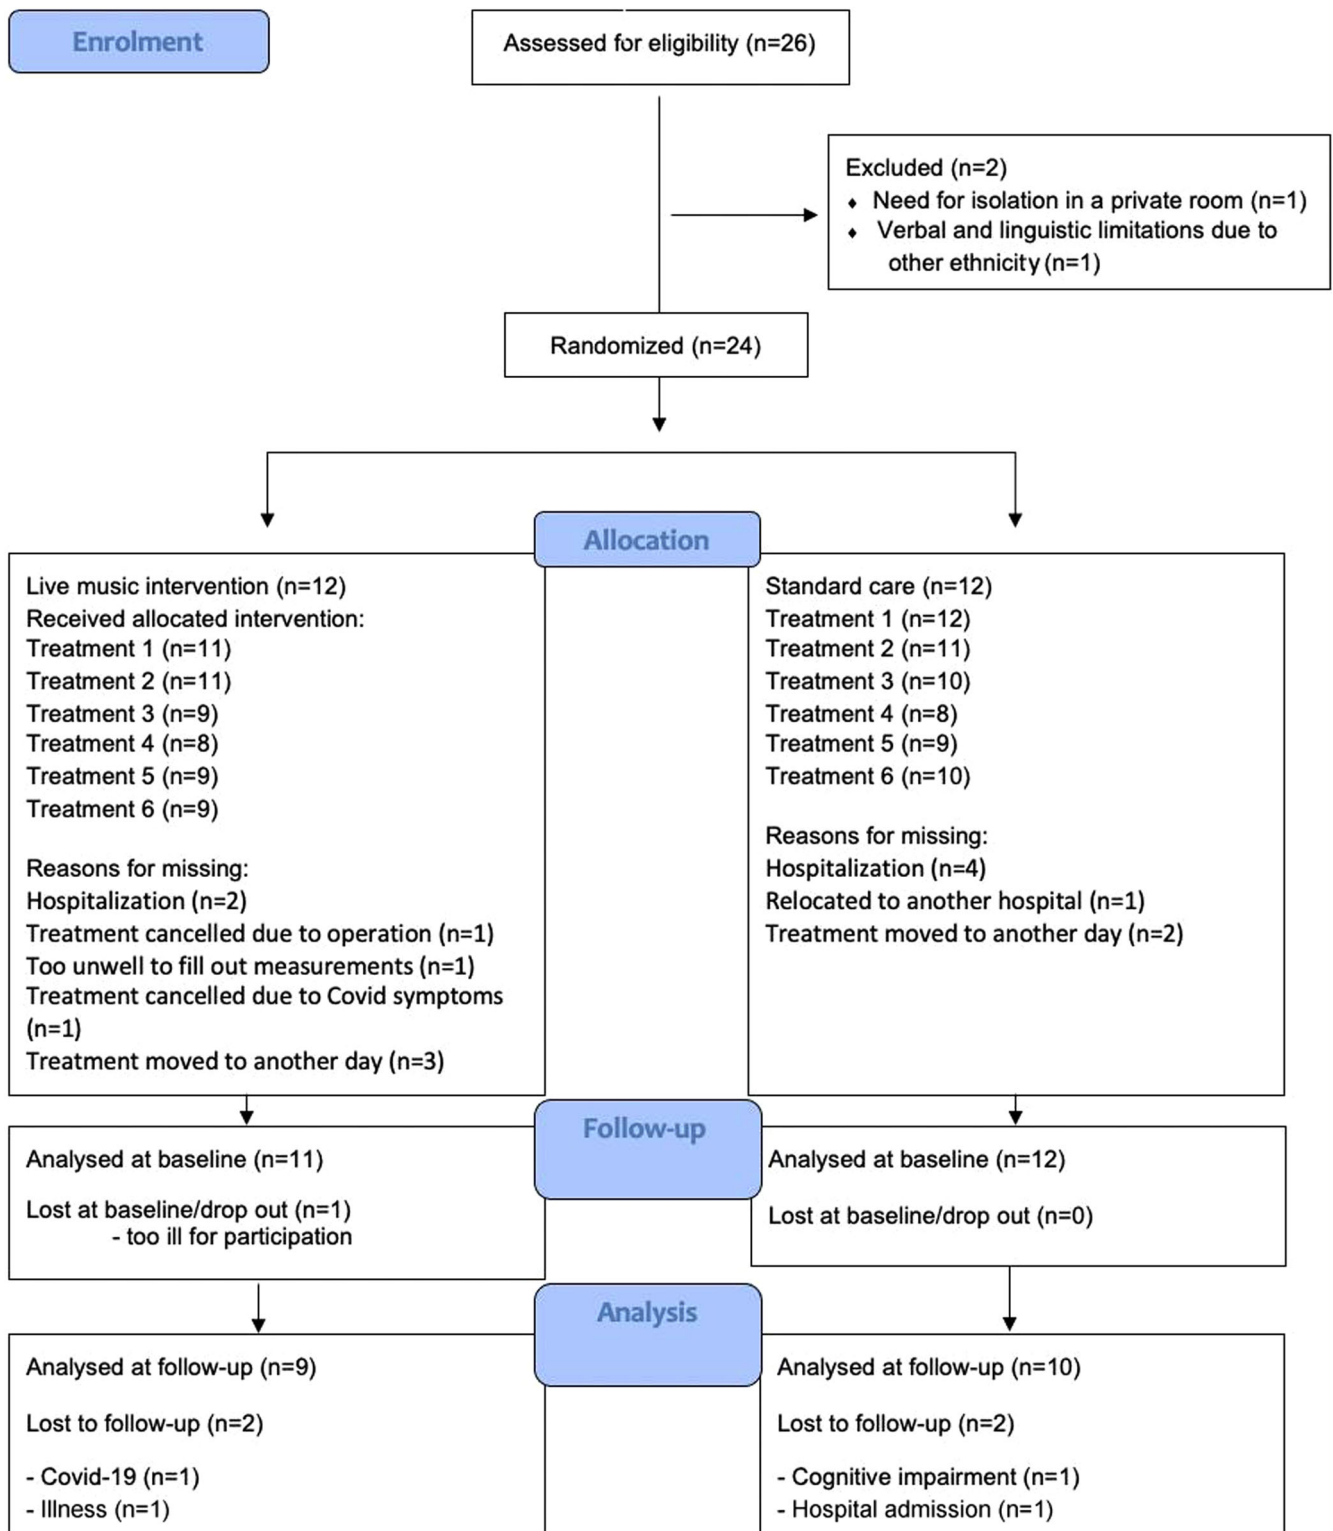 Enrolment
Assessed for eligibility (n=26)
Excluded (n=2)
♦ Need for isolation in a private room (n=1)
♦ Verbal and linguistic limitations due to
other ethnicity (n=1)
Randomized (n=24)
Allocation
Live music intervention (n=12)
Received allocated intervention:
Treatment 1 (n=11)
Treatment 2 (n=11)
Treatment 3 (n=9)
Treatment 4 (n=8)
Treatment 5 (n=9)
Treatment 6 (n=9)
Reasons for missing:
Hospitalization (n=2)
Treatment cancelled due to operation (n=1)
Too unwell to fill out measurements (n=1)
Treatment cancelled due to Covid symptoms
(n=1)
Treatment moved to another day (n=3)
Standard care (n=12)
Treatment 1 (n=12)
Treatment 2 (n=11)
Treatment 3 (n=10)
Treatment 4 (n=8)
Treatment 5 (n=9)
Treatment 6 (n=10)
Reasons for missing:
Hospitalization (n=4)
Relocated to another hospital (n=1)
Treatment moved to another day (n=2)
Follow-up
Analysed at baseline (n=11)
Lost at baseline/drop out (n=1)
- too ill for participation
Analysed at baseline (n=12)
Lost at baseline/drop out (n=0)
Analysis
Analysed at follow-up (n=9)
Lost to follow-up (n=2)
- Covid-19 (n=1)
- Illness (n=1)
Analysed at follow-up (n=10)
Lost to follow-up (n=2)
- Cognitive impairment (n=1)
- Hospital admission (n=1)